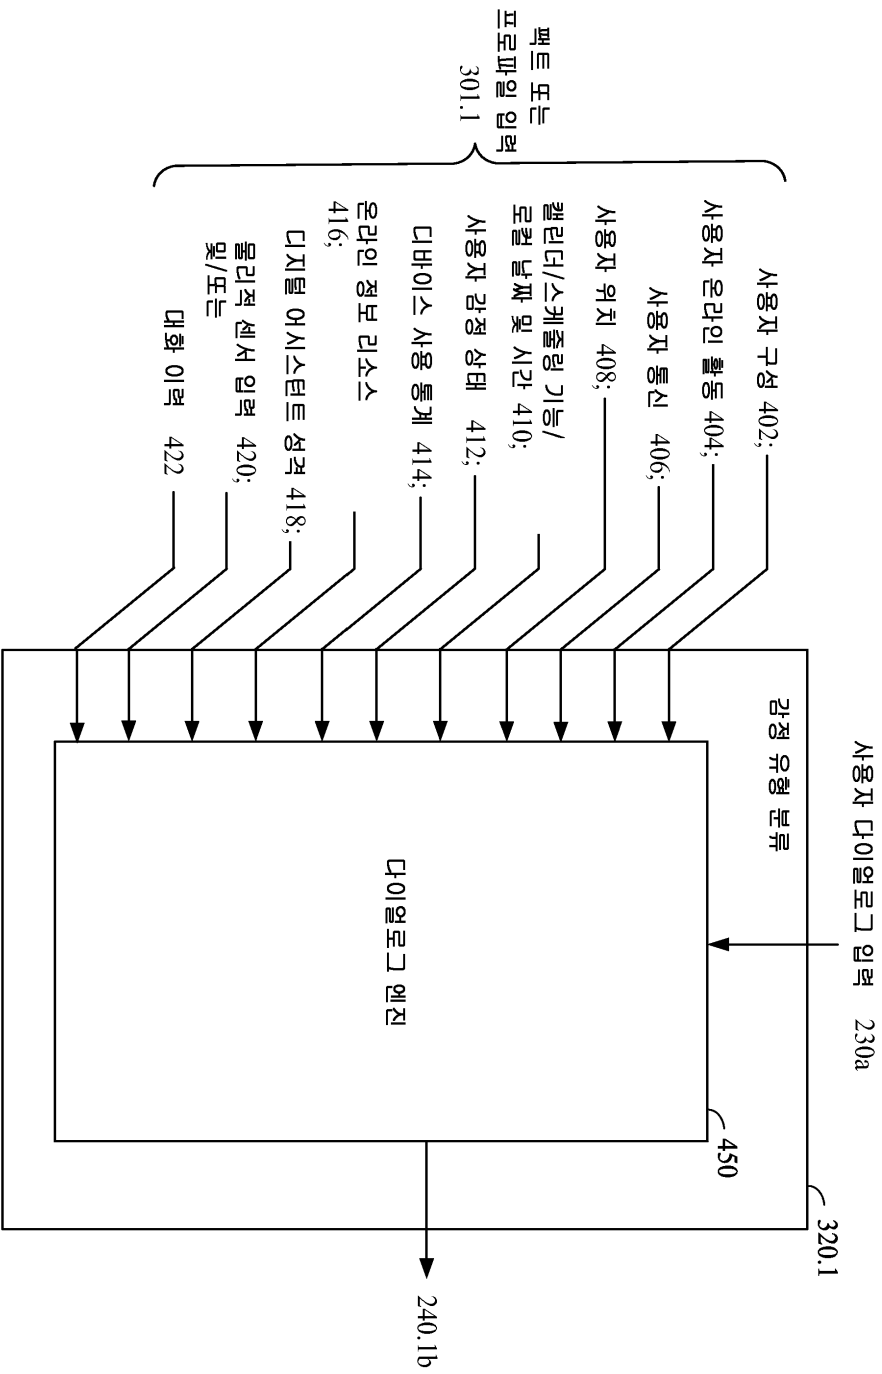 사용자 다이얼로그 입력 230a
320.1
감정 유형 분류
450
팩트 또는
프로파일 입력
301.1
사용자 구성 402;
사용자 온라인 활동 404;
사용자 통신 406;
사용자 위치 408;
캘린더/스케줄링 기능/
로컬 날짜 및 시간 410;
사용자 감정 상태 412;
디바이스 사용 통계 414;
온라인 정보 리소스
416;
디지털 어시스턴트 성격 418;
물리적 센서 입력 420;
및/또는
대화 이력 422
다이얼로그 엔진
240.1b